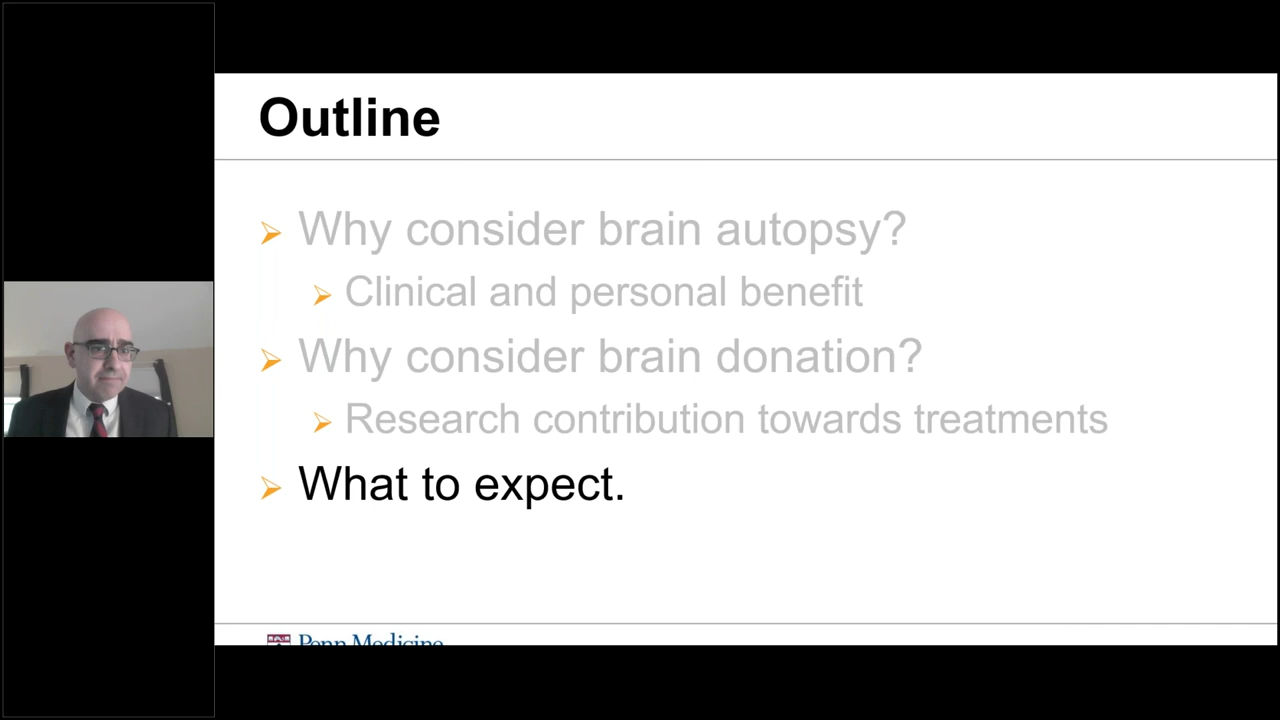 Outline
Why consider brain autopsy?
Clinical and personal benefit
Why consider brain donation?
Research contribution towards treatments
What to expect.
Penn Medicine